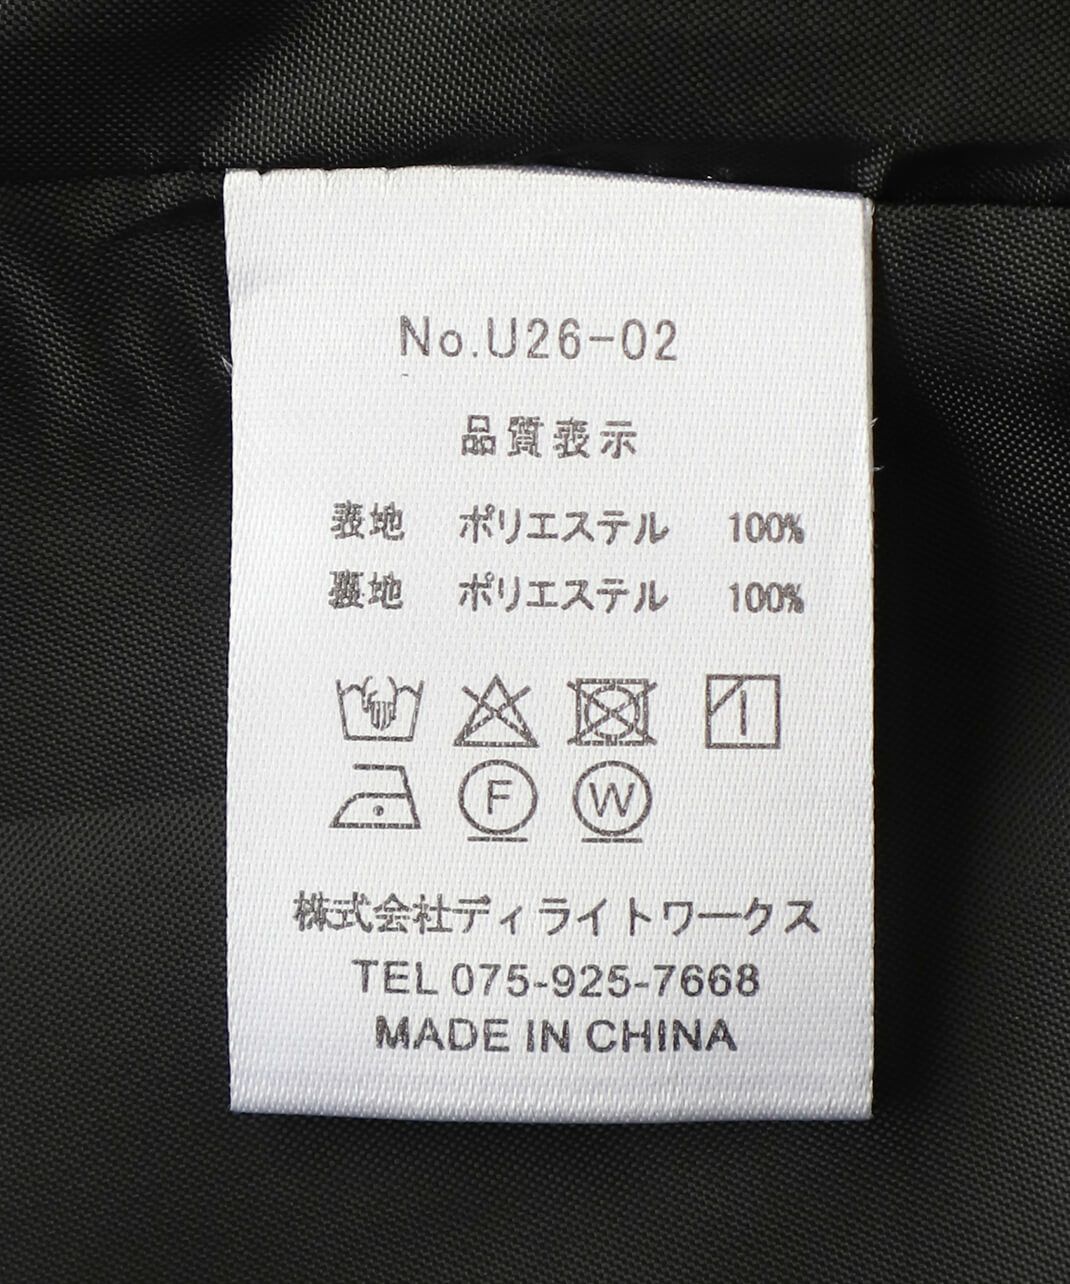 No.U26-02
品質表示
表地 ポリエステル 100%
裏地 ポリエステル 100%
F W
株式会社ディライトワークス
TEL 075-925-7668
MADE IN CHINA